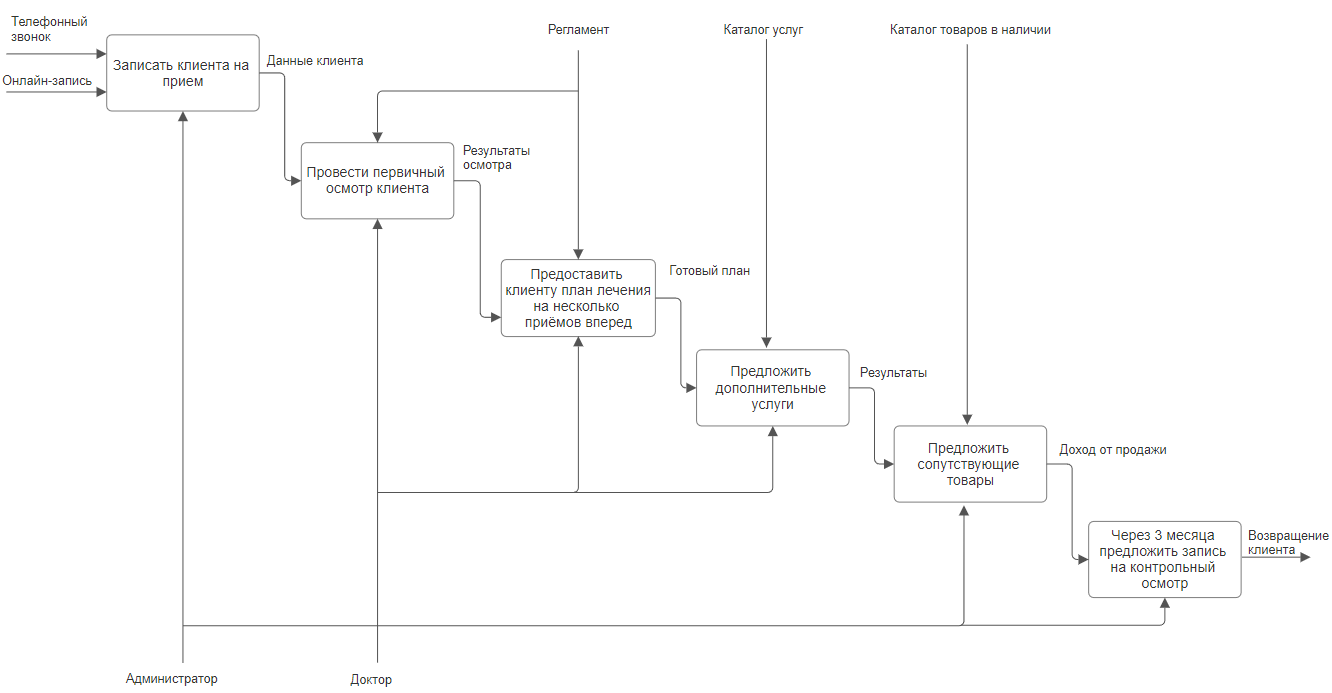 Телефонный
звонок
Онлайн-запись
Записать клиента на
прием
Данные клиента
Регламент
Каталог услуг
Каталог товаров в наличии
Провести первичный
осмотр клиента
Результаты
осмотра
Предоставить
клиенту план лечения
на несколько
приёмов вперед
Готовый план
Предложить
дополнительные
услуги
Результаты
Предложить
сопутствующие
товары
Доход от продажи
Через 3 месяца
предложить запись
на контрольный
осмотр
Возвращение
клиента
Администратор
Доктор